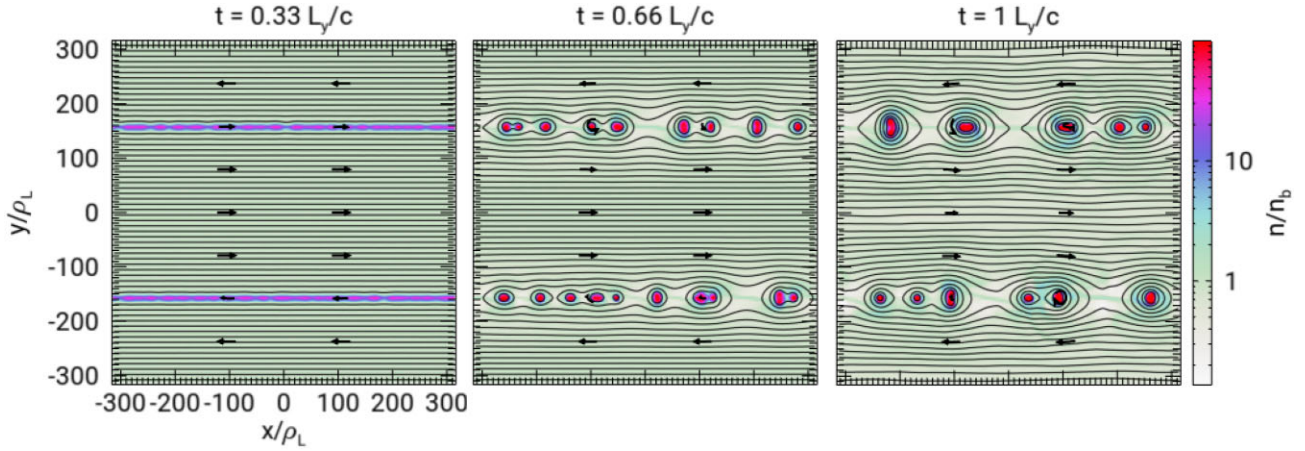 t = 0.33 L_y/c t = 0.66 L_y/c t = 1 L_y/c
300
200
100
0
-100
-200
-300
y/ρ_L
-300 -200 -100 0 100 200 300
x/ρ_L
10
1
n/n_b